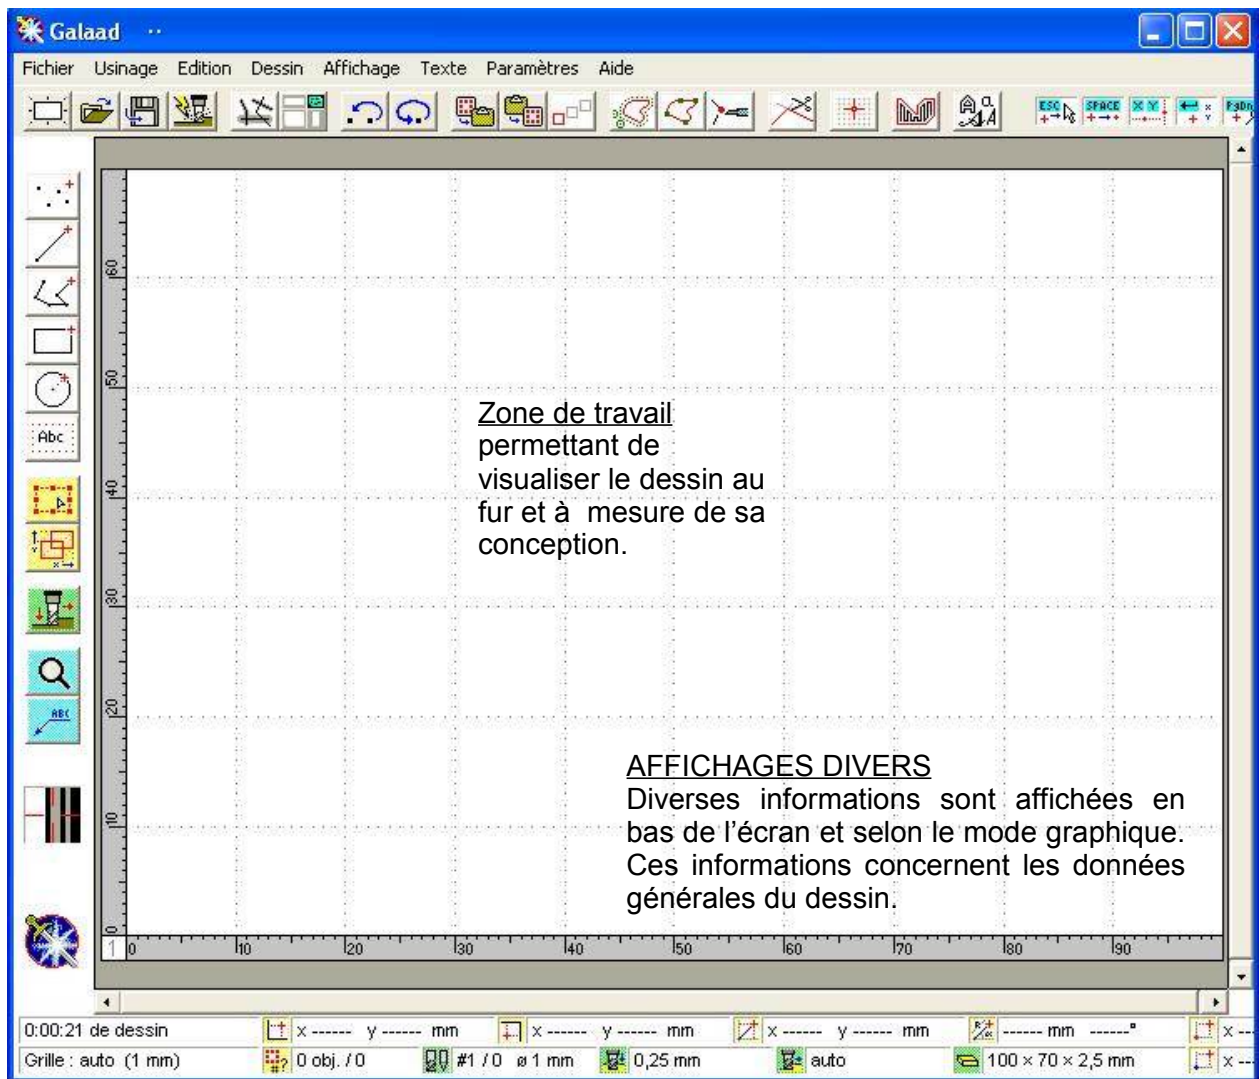 Galaad
Fichier Usinage Edition Dessin Affichage Texte Paramètres Aide
ESC SPACE X Y x y PgDn
Abc
ABC
60
50
Zone de travail
permettant de
visualiser le dessin au
fur et à mesure de sa
conception.
40
30
20
AFFICHAGES DIVERS
Diverses informations sont affichées en
bas de l’écran et selon le mode graphique.
Ces informations concernent les données
générales du dessin.
10
0
1 0 10 20 30 40 50 60 70 80 90
0:00:21 de dessin x ------ y ------ mm x ------ y ------ mm x ------ y ------ mm ------ mm ------° x --
Grille : auto (1 mm) 0 obj. / 0 #1 / 0 ø 1 mm 0,25 mm auto 100 × 70 × 2,5 mm x --